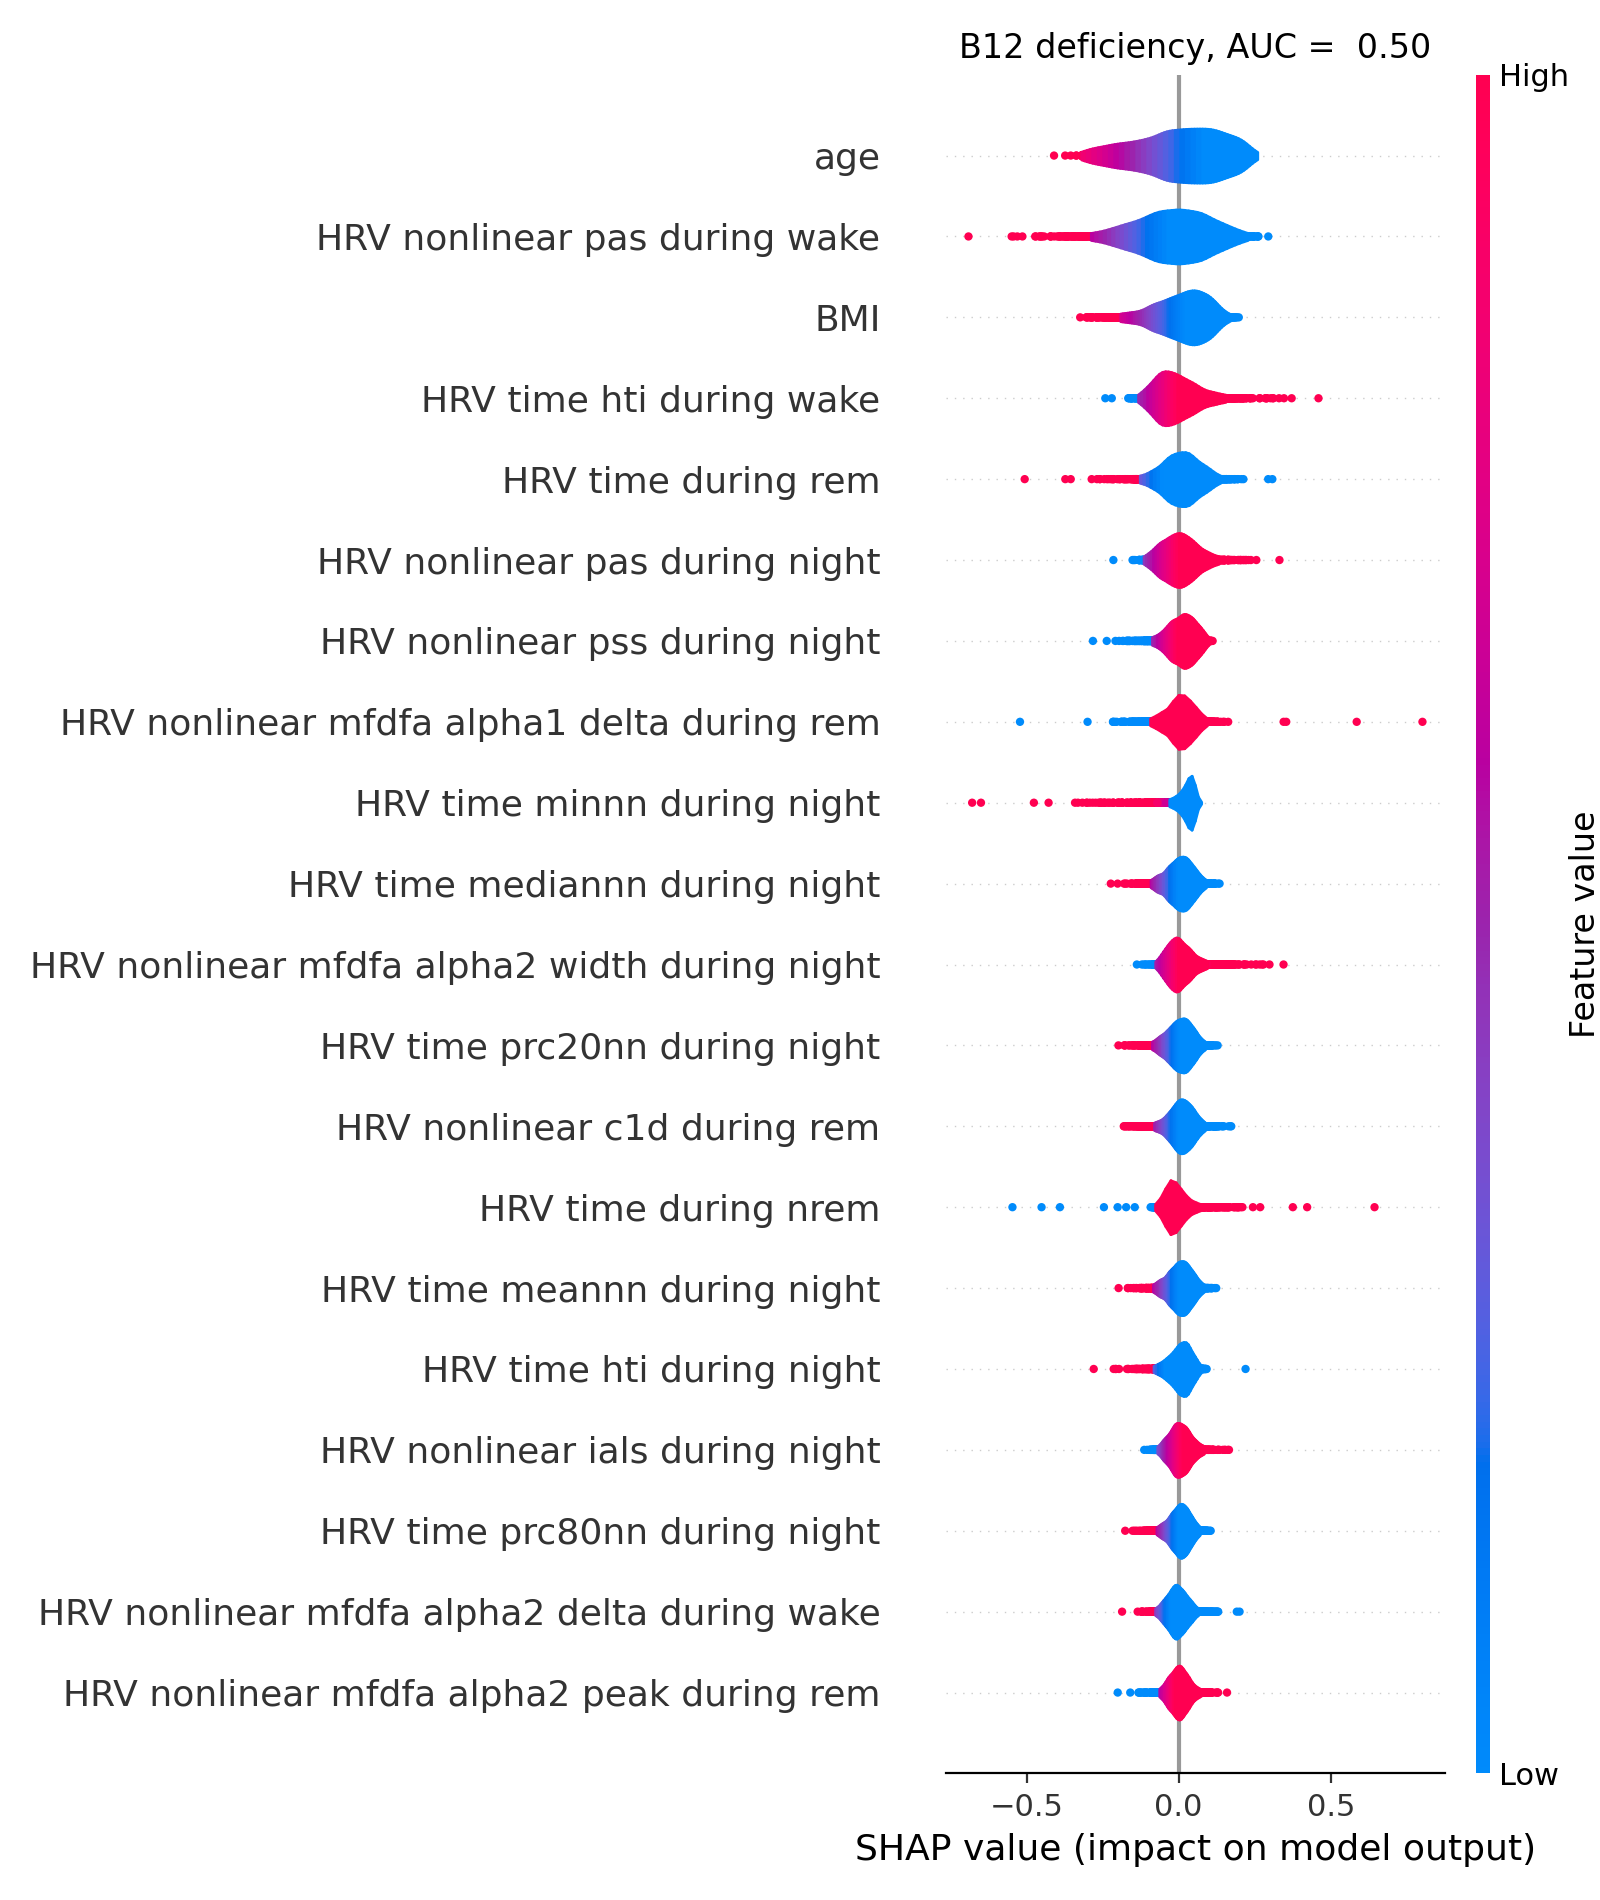 B12 deficiency, AUC =  0.50
High
age
HRV nonlinear pas during wake
BMI
HRV time hti during wake
HRV time during rem
HRV nonlinear pas during night
HRV nonlinear pss during night
HRV nonlinear mfdfa alpha1 delta during rem
HRV time minnn during night
HRV time mediannn during night
HRV nonlinear mfdfa alpha2 width during night
HRV time prc20nn during night
HRV nonlinear c1d during rem
HRV time during nrem
HRV time meannn during night
HRV time hti during night
HRV nonlinear ials during night
HRV time prc80nn during night
HRV nonlinear mfdfa alpha2 delta during wake
HRV nonlinear mfdfa alpha2 peak during rem
Feature value
Low
−0.5 0.0 0.5
SHAP value (impact on model output)